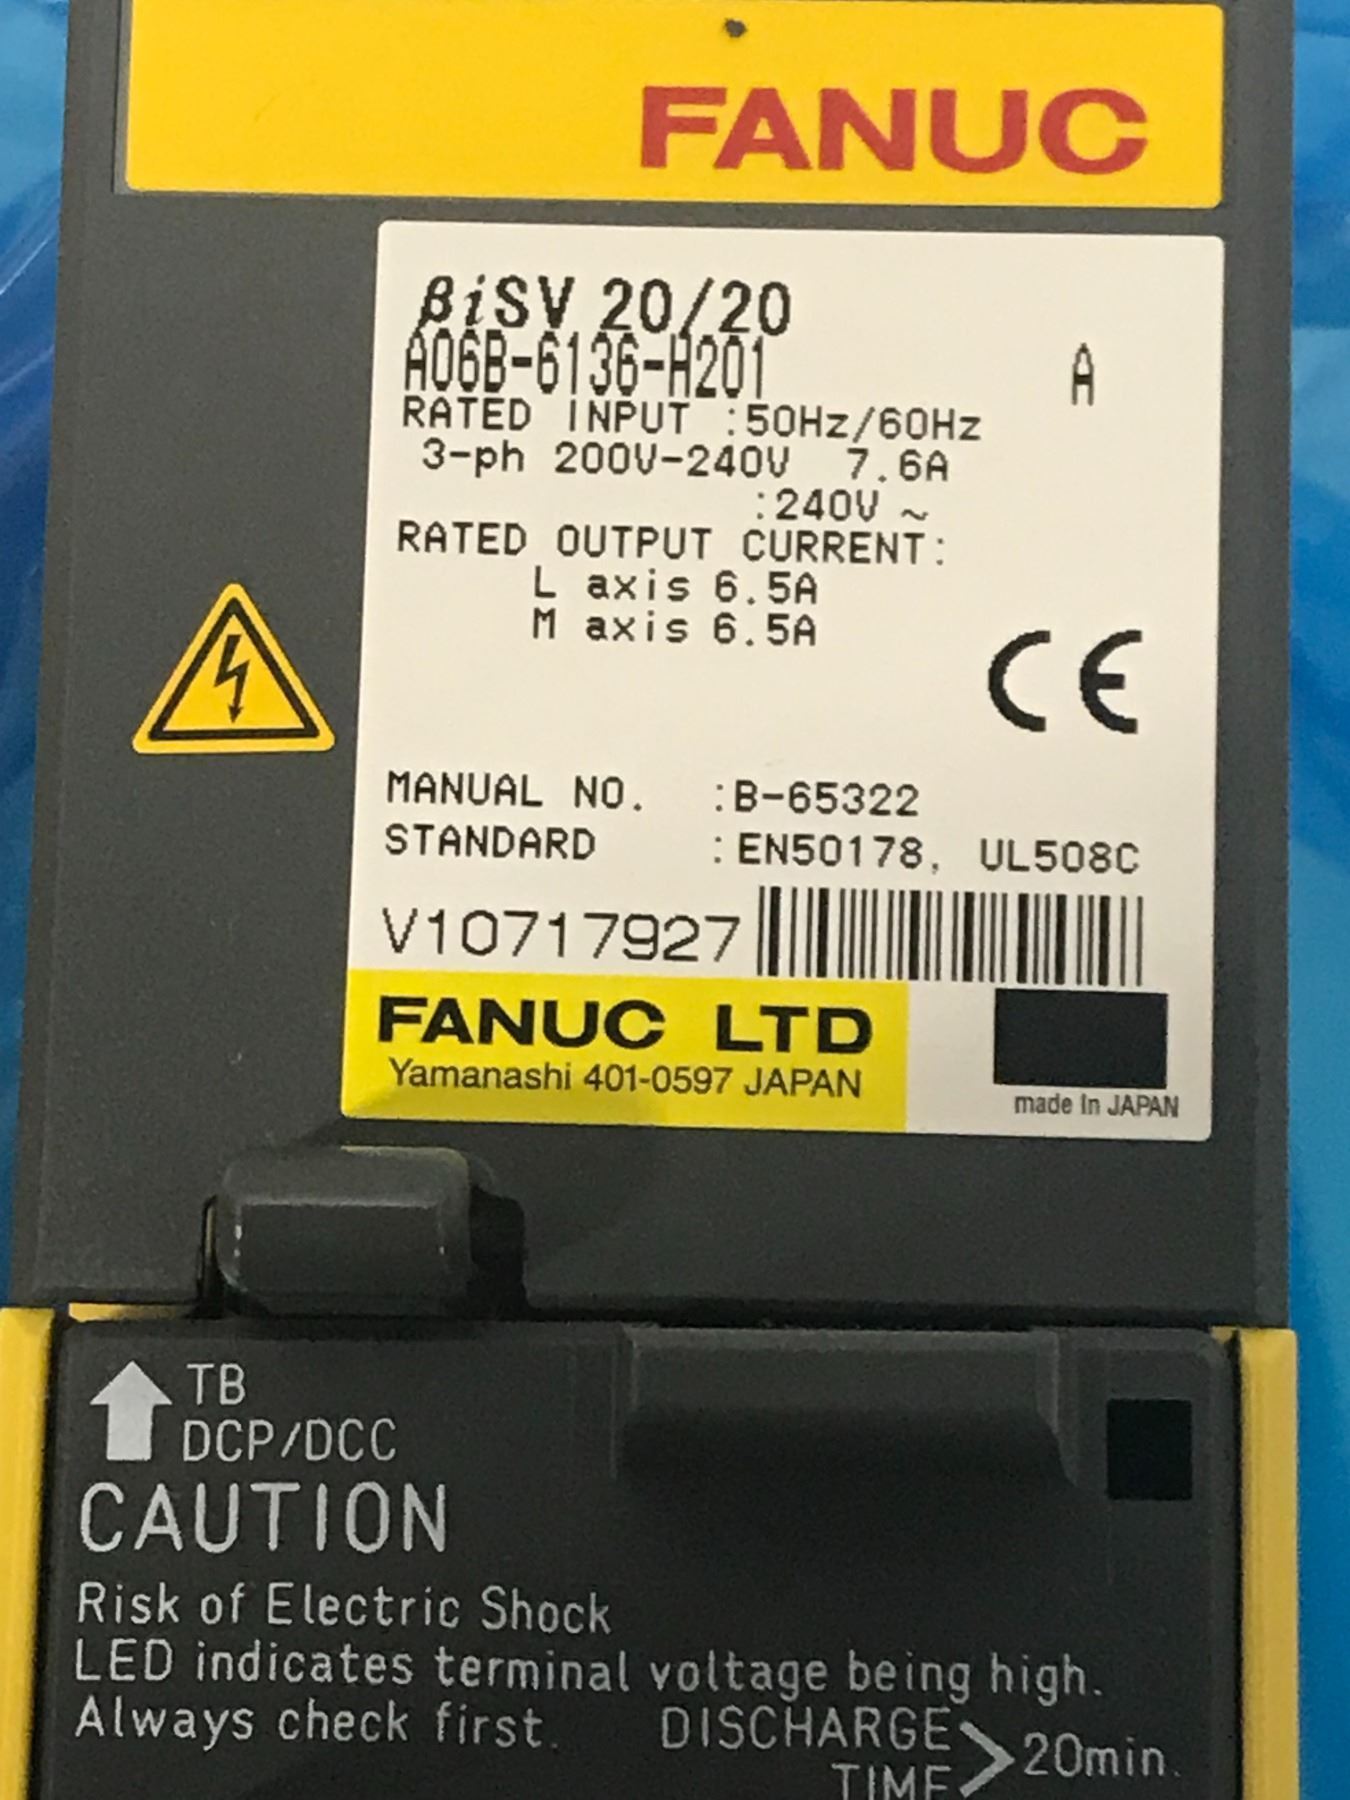 FANUC
βiSV 20/20
A06B-6136-H201 A
RATED INPUT :50Hz/60Hz
3-ph 200V-240V 7.6A
:240V ~
RATED OUTPUT CURRENT:
L axis 6.5A
M axis 6.5A
CE
MANUAL NO. :B-65322
STANDARD :EN50178, UL508C
V10717927
FANUC LTD
Yamanashi 401-0597 JAPAN
made In JAPAN
TB
DCP/DCC
CAUTION
Risk of Electric Shock
LED indicates terminal voltage being high.
Always check first. DISCHARGE
TIME > 20min.